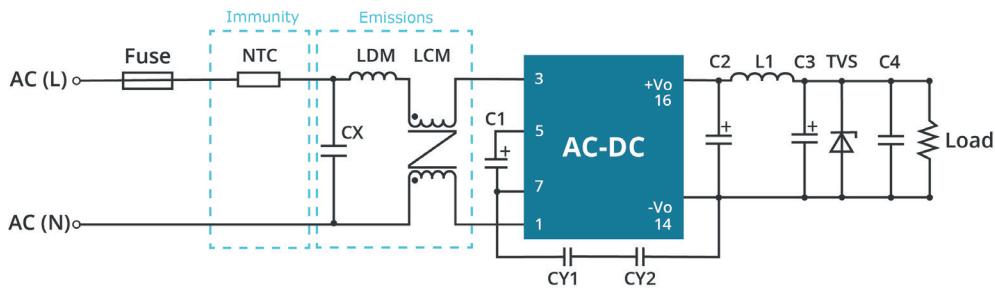 Immunity
Emissions
Fuse
NTC
LDM
LCM
C2
L1
C3
TVS
C4
AC (L)
3
+Vo
16
C1
+
5
AC-DC
CX
+
+
Load
7
-Vo
14
AC (N)
1
CY1
CY2